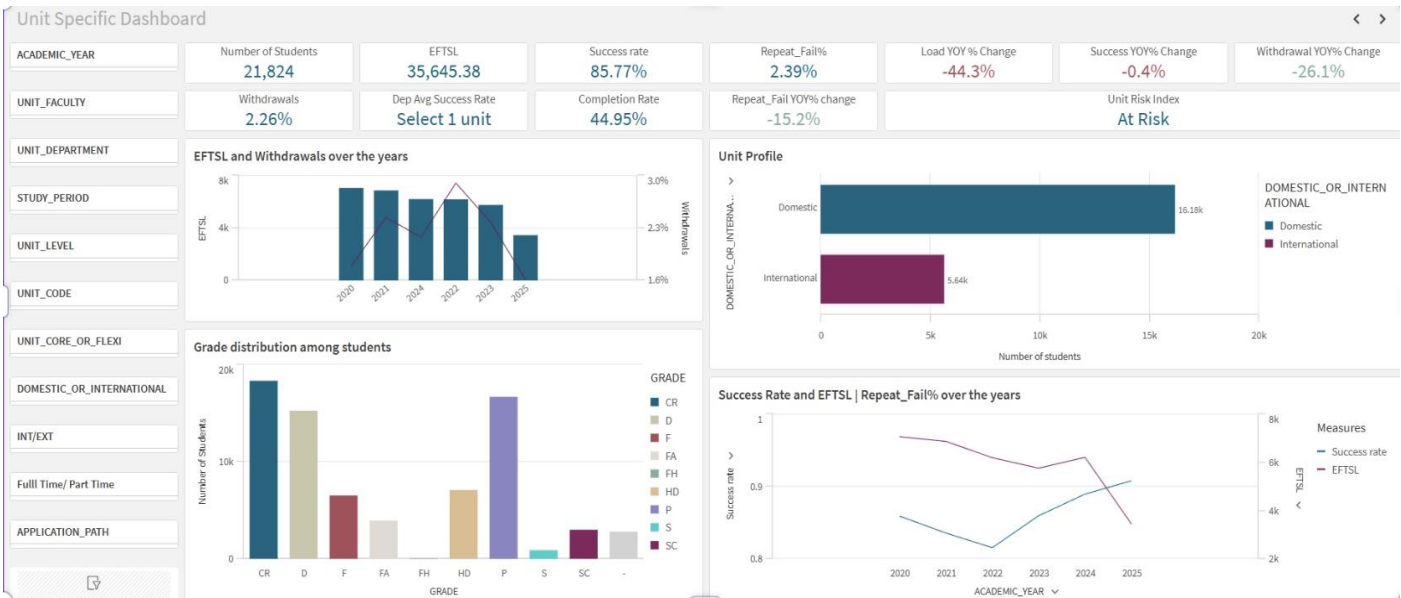 Unit Specific Dashboard
ACADEMIC_YEAR
UNIT_FACULTY
UNIT_DEPARTMENT
STUDY_PERIOD
UNIT_LEVEL
UNIT_CODE
UNIT_CORE_OR_FLEXI
DOMESTIC_OR_INTERNATIONAL
INT/EXT
Fulll Time/ Part Time
APPLICATION_PATH
Number of Students
21,824
EFTSL
35,645.38
Success rate
85.77%
Repeat_Fail%
2.39%
Load YOY % Change
-44.3%
Success YOY% Change
-0.4%
Withdrawal YOY% Change
-26.1%
Withdrawals
2.26%
Dep Avg Success Rate
Select 1 unit
Completion Rate
44.95%
Repeat_Fail YOY% change
-15.2%
Unit Risk Index
At Risk
EFTSL and Withdrawals over the years
EFTSL
8k
4k
0
3.0%
2.3%
1.6%
Withdrawals
2020
2021
2024
2022
2023
2025
Unit Profile
DOMESTIC_OR_INTERNA...
Domestic
16.18k
International
5.64k
0
5k
10k
15k
20k
Number of students
DOMESTIC_OR_INTERN
ATIONAL
Domestic
International
Grade distribution among students
Number of Students
20k
10k
0
CR
D
F
FA
FH
HD
P
S
SC
-
GRADE
GRADE
CR
D
F
FA
FH
HD
P
S
SC
Success Rate and EFTSL | Repeat_Fail% over the years
Success rate
1
0.9
0.8
8k
6k
4k
2k
EFTSL
2020
2021
2022
2023
2024
2025
ACADEMIC_YEAR
Measures
Success rate
EFTSL